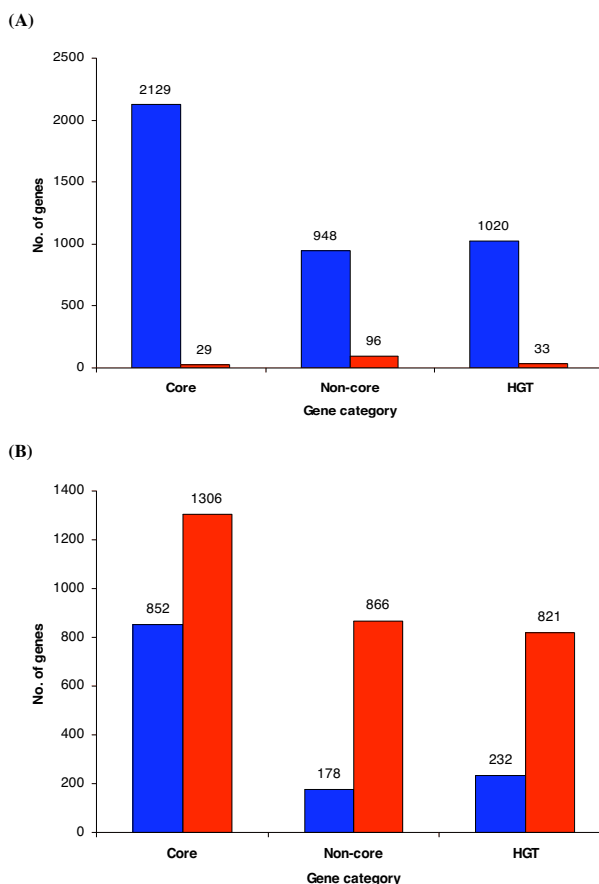 (A)
2500
2000
1500
1000
500
0
No. of genes
2129
29
948
96
1020
33
Core
Non-core
HGT
Gene category
(B)
1400
1200
1000
800
600
400
200
0
No. of genes
852
1306
178
866
232
821
Core
Non-core
HGT
Gene category